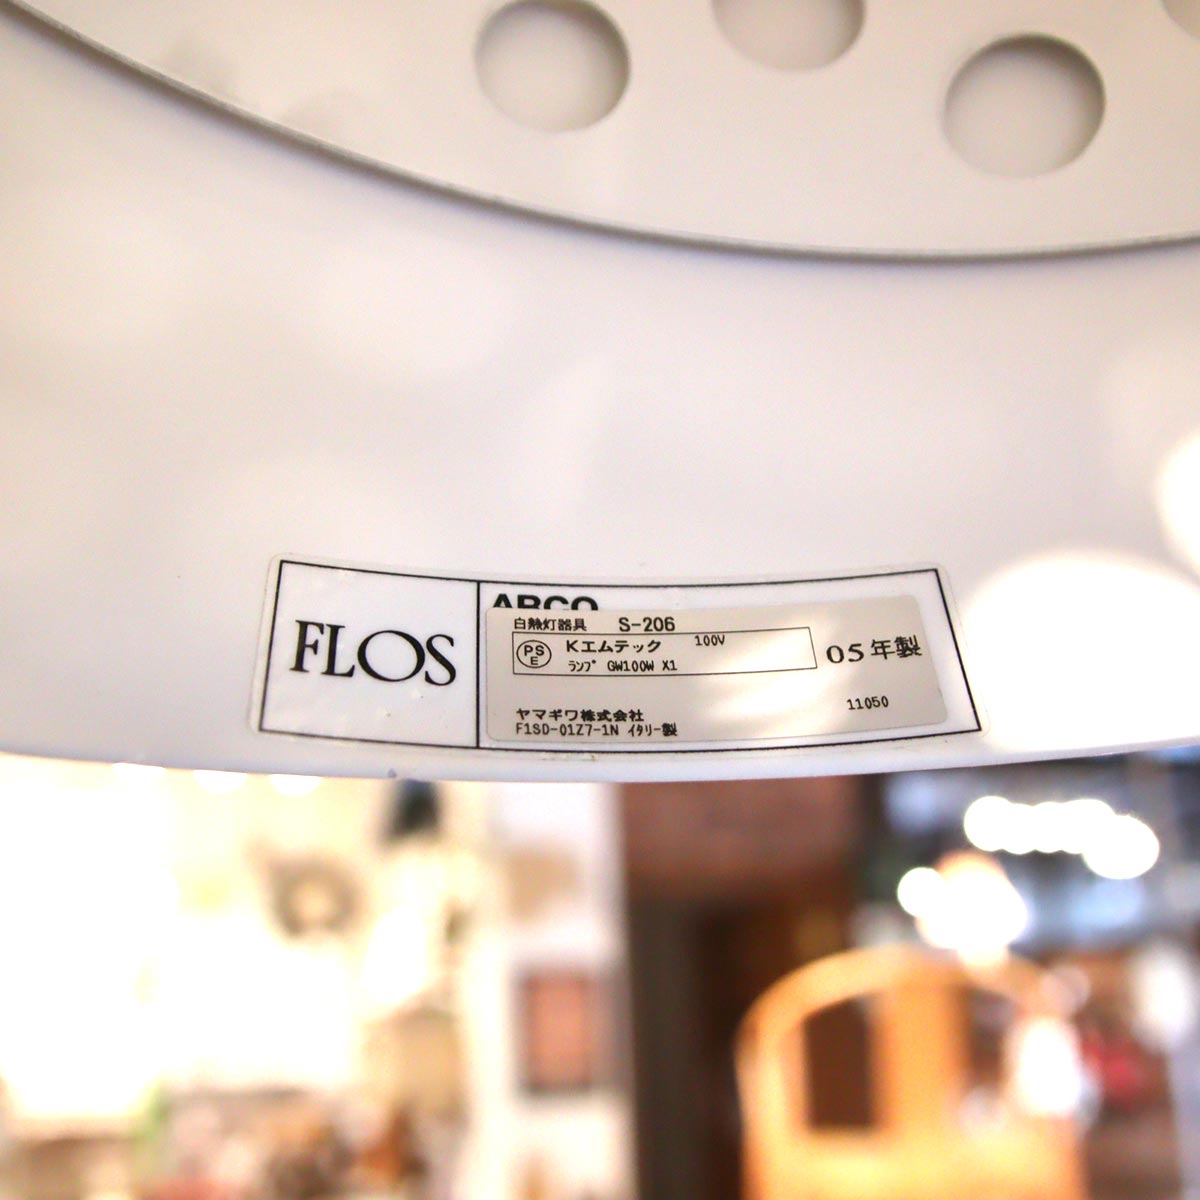 FLOS
ARCO
白熱灯器具 S-206
PS E Kエムテック 100V
ランプ GW100W X1
05年製
11050
ヤマギワ株式会社
F1SD-01Z7-1N イタリー製